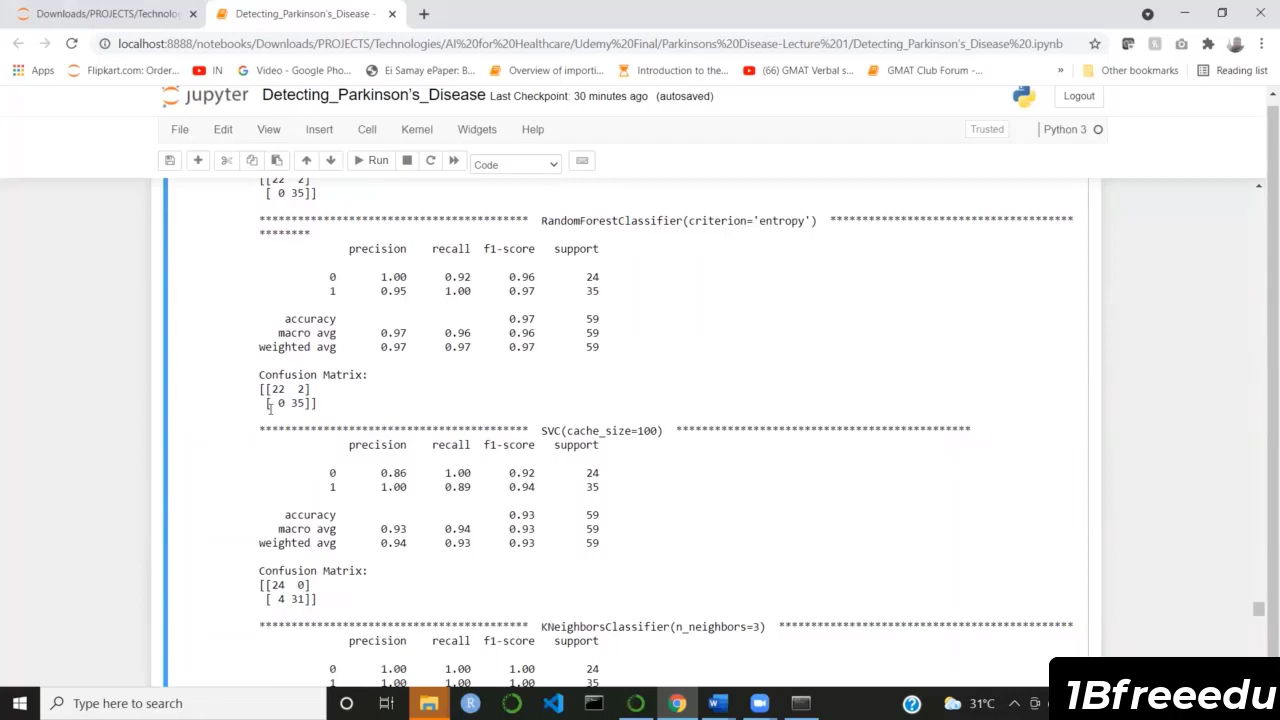 Downloads/PROJECTS/Technolog
Detecting_Parkinson's_Disease -
localhost:8888/notebooks/Downloads/PROJECTS/Technologies/AI%20for%20Healthcare/Udemy%20Final/Parkinsons%20Disease-Lecture%201/Detecting_Parkinson's_Disease%20.ipynb
Apps Flipkart.com: Order... IN Video - Google Pho... Ei Samay ePaper: B... Overview of importi... Introduction to the... (66) GMAT Verbal s... GMAT Club Forum -... » Other bookmarks Reading list
jupyter Detecting_Parkinson's_Disease Last Checkpoint: 30 minutes ago (autosaved) Logout
File Edit View Insert Cell Kernel Widgets Help Trusted Python 3
Run Code
[[22 2]
[ 0 35]]
****************************************** RandomForestClassifier(criterion='entropy') **************************************
********
precision recall f1-score support
0 1.00 0.92 0.96 24
1 0.95 1.00 0.97 35
accuracy 0.97 59
macro avg 0.97 0.96 0.96 59
weighted avg 0.97 0.97 0.97 59
Confusion Matrix:
[[22 2]
[ 0 35]]
****************************************** SVC(cache_size=100) **********************************************
precision recall f1-score support
0 0.86 1.00 0.92 24
1 1.00 0.89 0.94 35
accuracy 0.93 59
macro avg 0.93 0.94 0.93 59
weighted avg 0.94 0.93 0.93 59
Confusion Matrix:
[[24 0]
[ 4 31]]
****************************************** KNeighborsClassifier(n_neighbors=3) **********************************************
precision recall f1-score support
0 1.00 1.00 1.00 24
1 1.00 1.00 1.00 35
1Bfreeedu
Type here to search 31°C